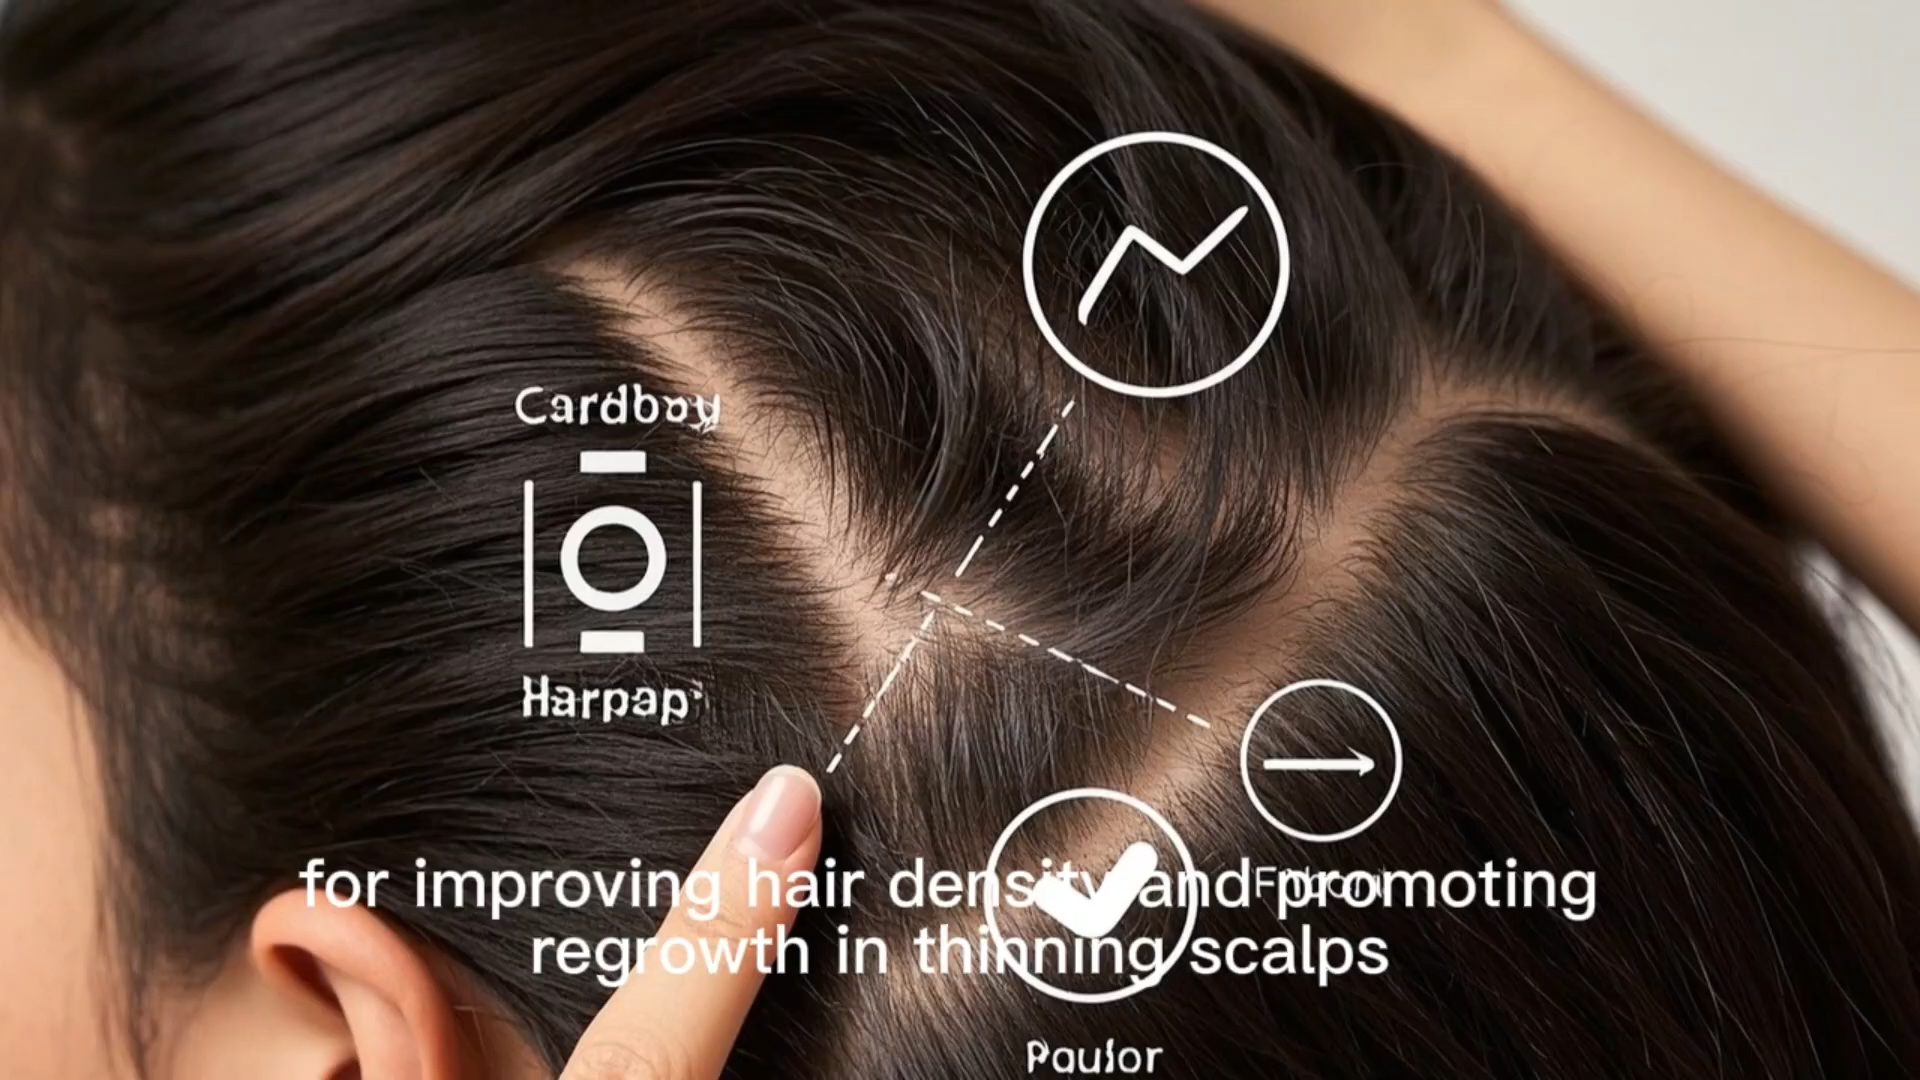 Cardboy
Harpap
for improving hair density and promoting
regrowth in thinning scalps
Paulor